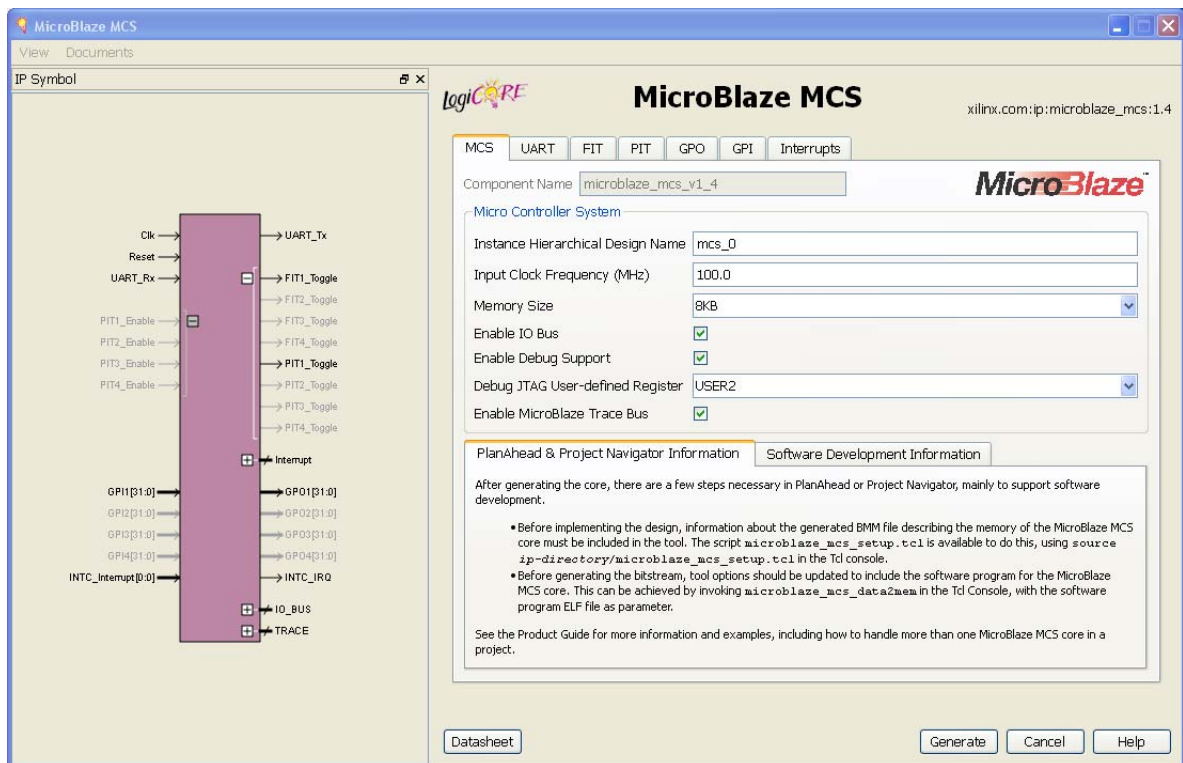 MicroBlaze MCS
View Documents
IP Symbol
Clk
Reset
UART_Rx
PIT1_Enable
PIT2_Enable
PIT3_Enable
PIT4_Enable
GPI1[31:0]
GPI2[31:0]
GPI3[31:0]
GPI4[31:0]
INTC_Interrupt[0:0]
UART_Tx
FIT1_Toggle
FIT2_Toggle
FIT3_Toggle
FIT4_Toggle
PIT1_Toggle
PIT2_Toggle
PIT3_Toggle
PIT4_Toggle
Interrupt
GPO1[31:0]
GPO2[31:0]
GPO3[31:0]
GPO4[31:0]
INTC_IRQ
IO_BUS
TRACE
logiCORE
MicroBlaze MCS
xilinx.com:ip:microblaze_mcs:1.4
MCS UART FIT PIT GPO GPI Interrupts
Component Name microblaze_mcs_v1_4
MicroBlaze
Micro Controller System
Instance Hierarchical Design Name mcs_0
Input Clock Frequency (MHz) 100.0
Memory Size 8KB
Enable IO Bus
Enable Debug Support
Debug JTAG User-defined Register USER2
Enable MicroBlaze Trace Bus
PlanAhead & Project Navigator Information Software Development Information
After generating the core, there are a few steps necessary in PlanAhead or Project Navigator, mainly to support software
development.
• Before implementing the design, information about the generated BMM file describing the memory of the MicroBlaze MCS
core must be included in the tool. The script microblaze_mcs_setup.tcl is available to do this, using source
ip-directory/microblaze_mcs_setup.tcl in the Tcl console.
• Before generating the bitstream, tool options should be updated to include the software program for the MicroBlaze
MCS core. This can be achieved by invoking microblaze_mcs_data2mem in the Tcl Console, with the software
program ELF file as parameter.
See the Product Guide for more information and examples, including how to handle more than one MicroBlaze MCS core in a
project.
Datasheet Generate Cancel Help